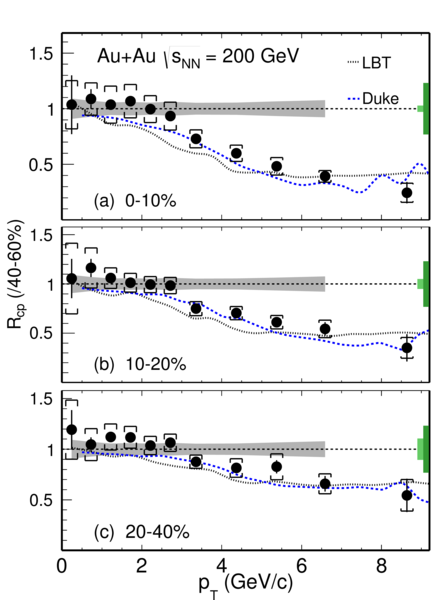 Au+Au √sNN = 200 GeV
LBT
Duke
1.5
1
0.5
(a) 0-10%
Rcp (/40-60%)
1.5
1
0.5
(b) 10-20%
1.5
1
0.5
(c) 20-40%
0 2 4 6 8
pT (GeV/c)